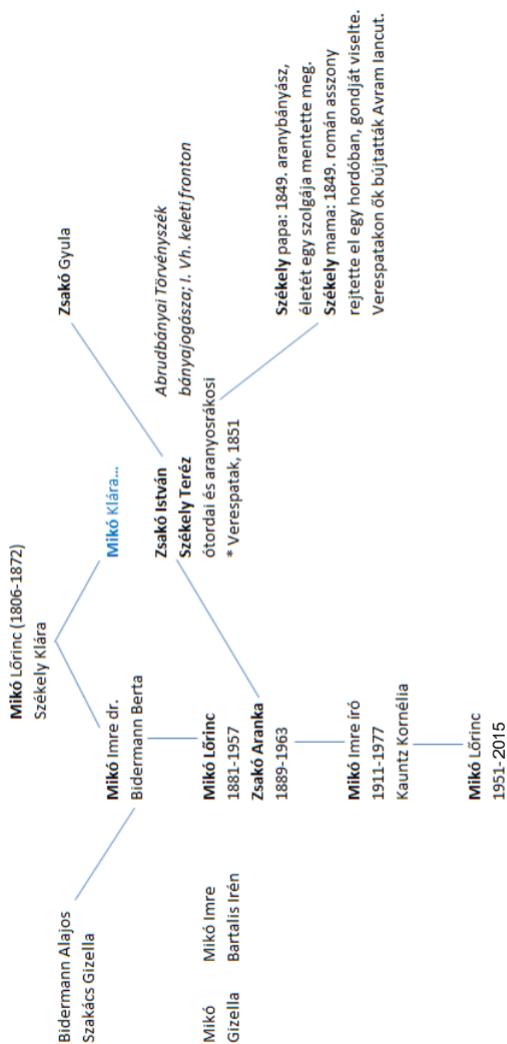 Mikó Lőrinc (1806-1872)
Székely Klára
Bidermann Alajos
Szakács Gizella
Mikó Imre dr.
Bidermann Berta
Mikó Klára...
Zsakó Gyula
Zsakó István
Székely Teréz
ótordai és aranyosrákosi
* Verespatak, 1851
Abrudbányai Törvényszék
bányajogásza; I. Vh. keleti fronton
Mikó
Gizella
Mikó Imre
Bartalis Irén
Mikó Lőrinc
1881-1957
Zsakó Aranka
1889-1963
Székely papa: 1849. aranybányász,
életét egy szolgája mentette meg.
Székely mama: 1849. román asszony
rejtette el egy hordóban, gondját viselte.
Verespatakon ők bújtatták Avram Iancut.
Mikó Imre író
1911-1977
Kauntz Kornélia
Mikó Lőrinc
1951-2015